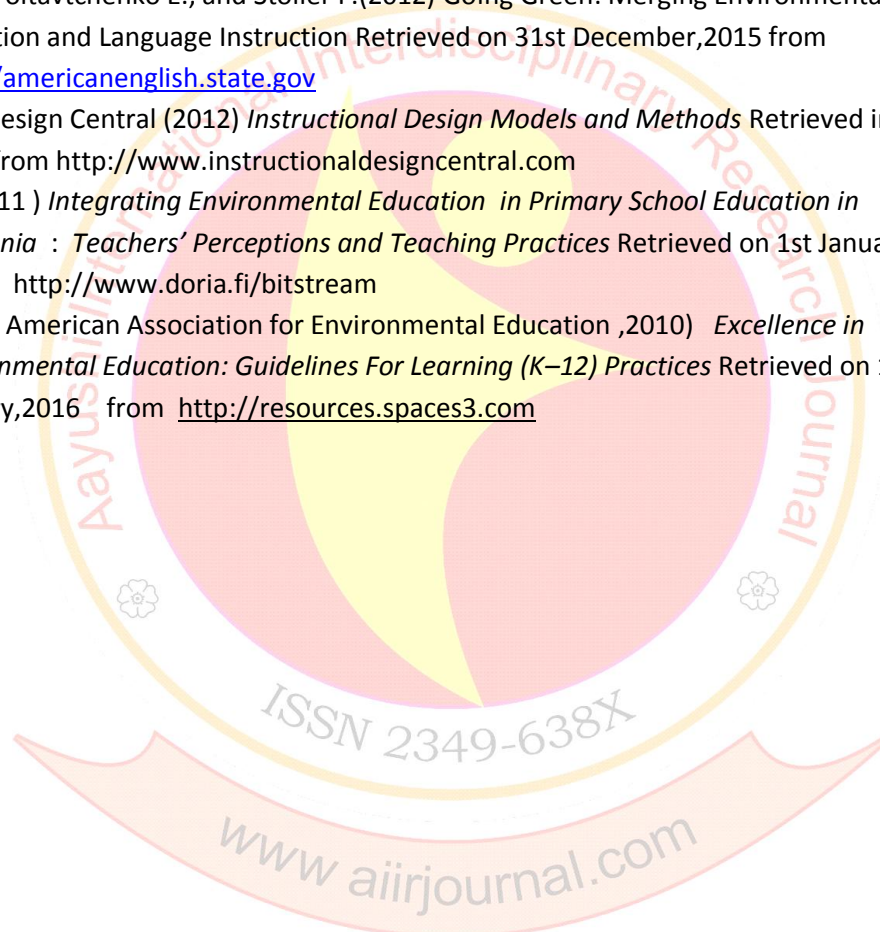 and Stoller F.(2012) Going Green: Merging Environmental
tion and Language Instruction Retrieved on 31st December,2015 from
/americanenglish.state.gov
esign Central (2012) Instructional Design Models and Methods Retrieved in
from http://www.instructionaldesigncentral.com
11 ) Integrating Environmental Education in Primary School Education in
nia : Teachers’ Perceptions and Teaching Practices Retrieved on 1st Janua
http://www.doria.fi/bitstream
American Association for Environmental Education ,2010) Excellence in
nmental Education: Guidelines For Learning (K–12) Practices Retrieved on
y,2016 from http://resources.spaces3.com
Aayushi International Interdisciplinary Research Journal
ISSN 2349-638X
www aiirjournal.com